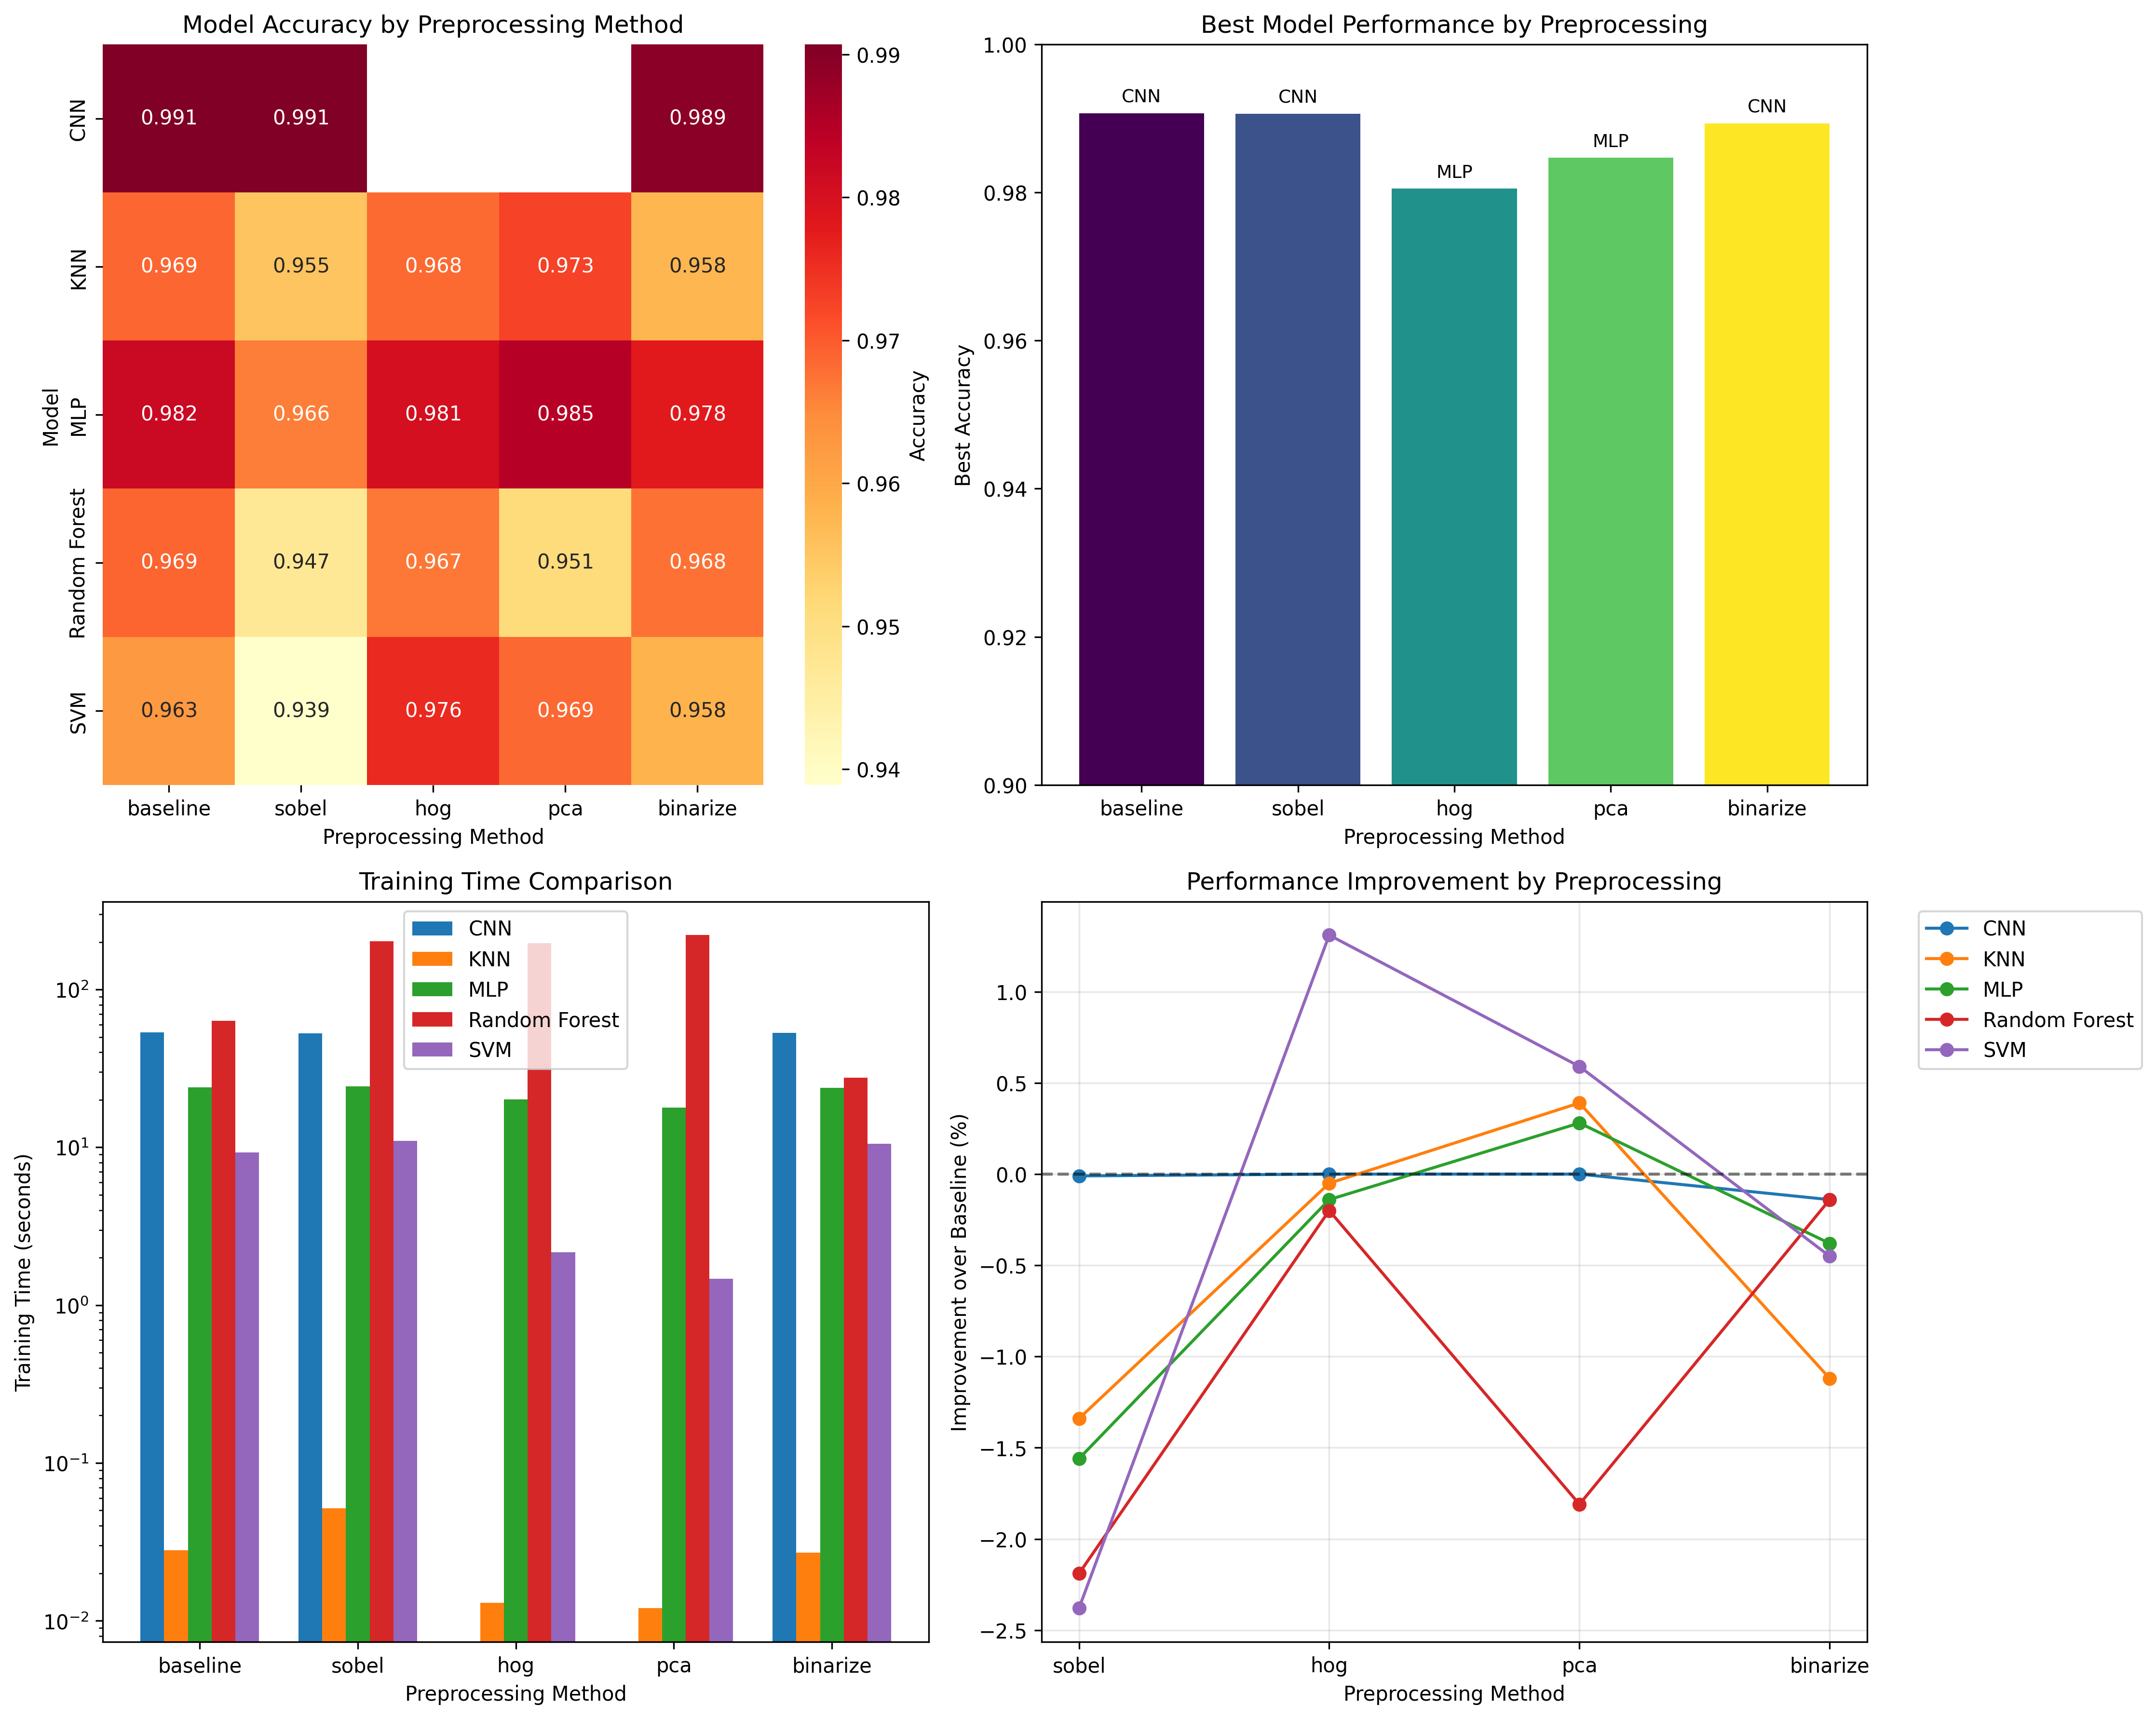 Model Accuracy by Preprocessing Method
CNN
KNN
MLP
Random Forest
SVM
Model
0.991 0.991 0.989
0.969 0.955 0.968 0.973 0.958
0.982 0.966 0.981 0.985 0.978
0.969 0.947 0.967 0.951 0.968
0.963 0.939 0.976 0.969 0.958
baseline sobel hog pca binarize
Preprocessing Method
0.99
0.98
0.97
0.96
0.95
0.94
Accuracy
Best Model Performance by Preprocessing
1.00
0.98
0.96
0.94
0.92
0.90
Best Accuracy
CNN CNN MLP MLP CNN
baseline sobel hog pca binarize
Preprocessing Method
Training Time Comparison
10²
10¹
10⁰
10⁻¹
10⁻²
Training Time (seconds)
CNN
KNN
MLP
Random Forest
SVM
baseline sobel hog pca binarize
Preprocessing Method
Performance Improvement by Preprocessing
1.0
0.5
0.0
−0.5
−1.0
−1.5
−2.0
−2.5
Improvement over Baseline (%)
sobel hog pca binarize
Preprocessing Method
CNN
KNN
MLP
Random Forest
SVM